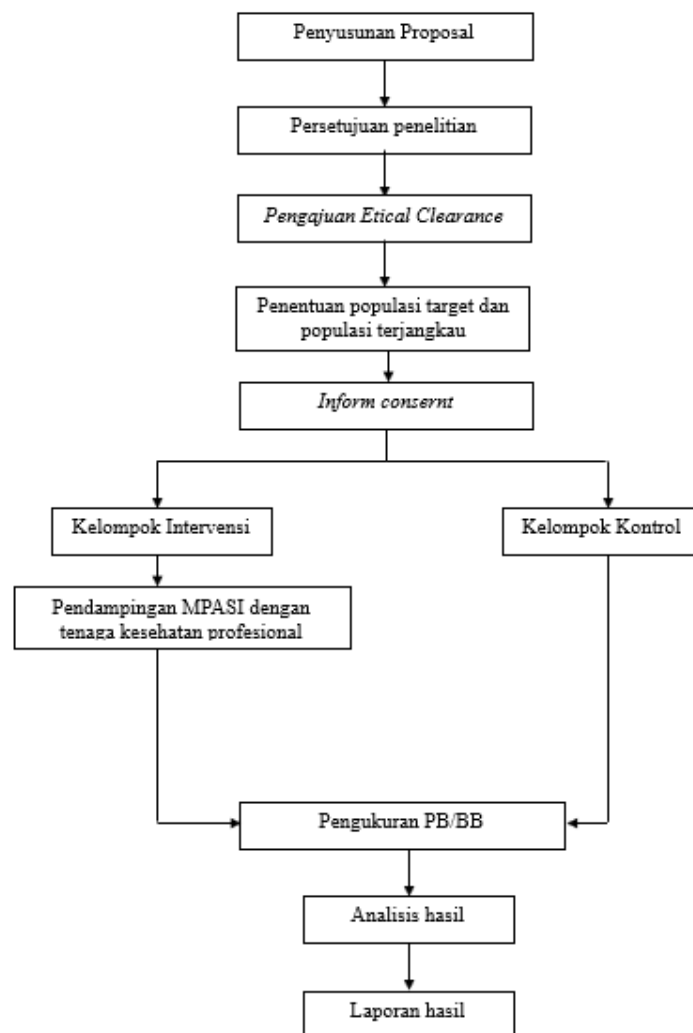 Penyusunan Proposal
Persetujuan penelitian
Pengajuan Etical Clearance
Penentuan populasi target dan
populasi terjangkau
Inform consernt
Kelompok Intervensi
Kelompok Kontrol
Pendampingan MPASI dengan
tenaga kesehatan profesional
Pengukuran PB/BB
Analisis hasil
Laporan hasil